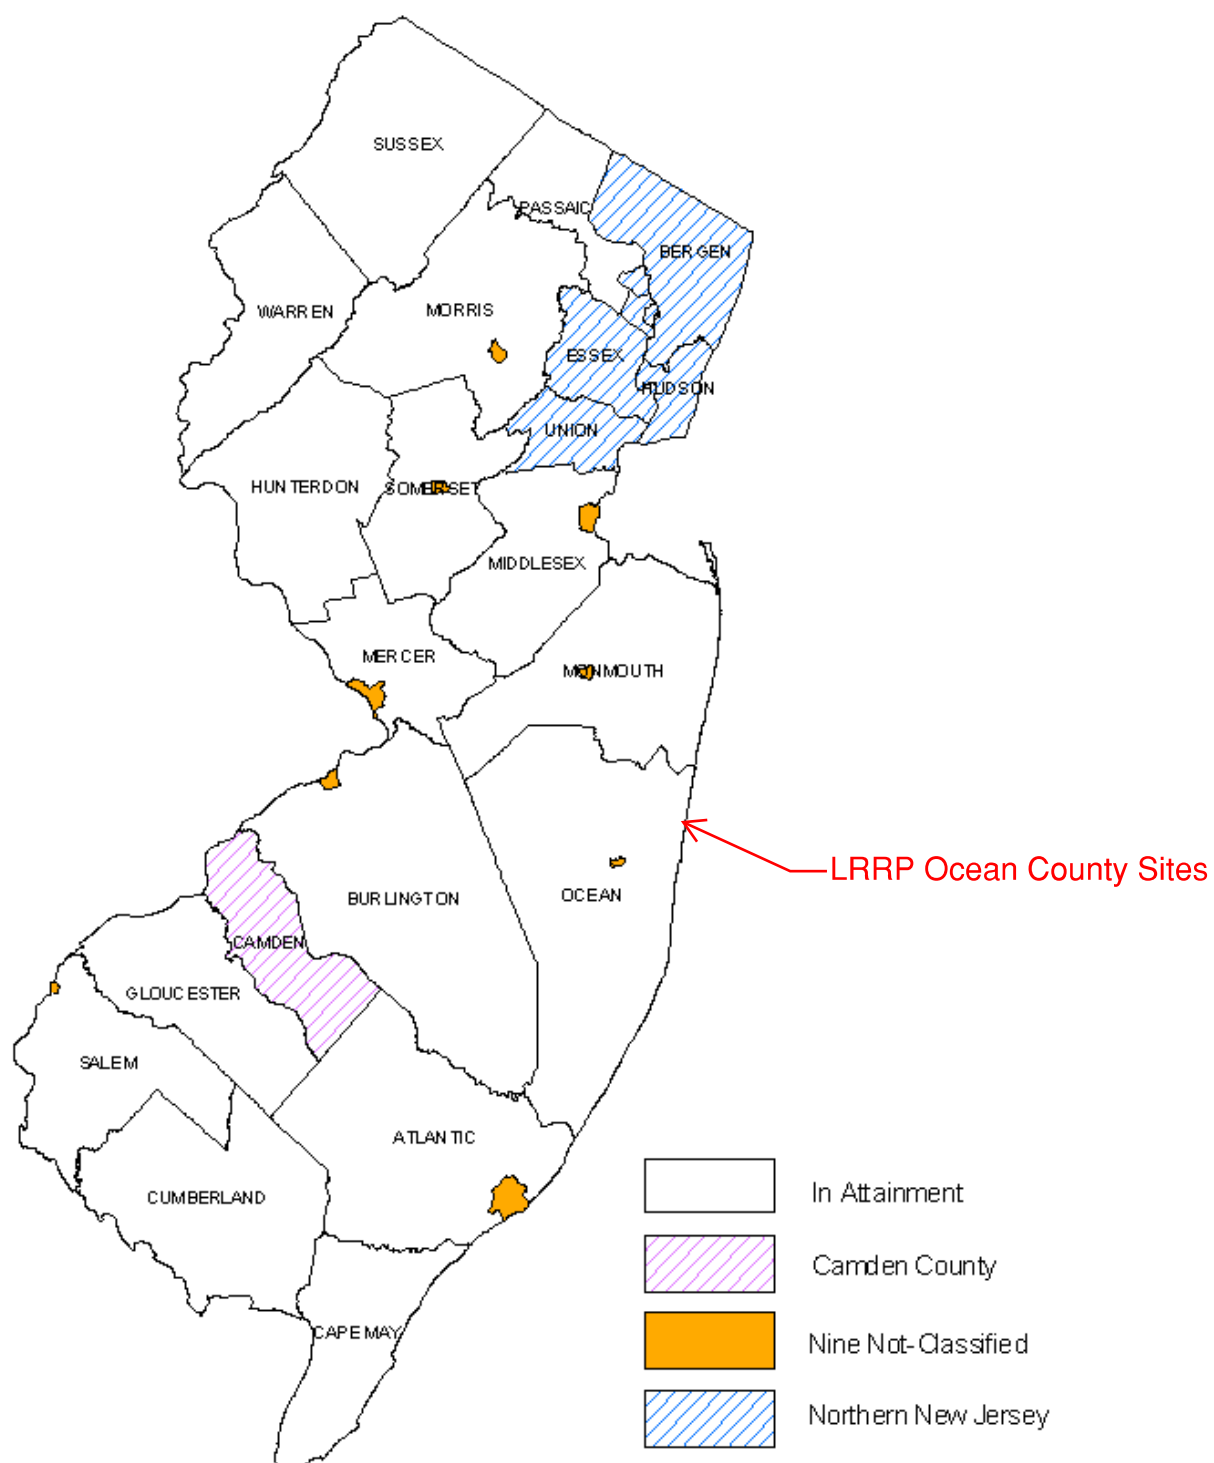 SUSSEX
PASSAIC
BERGEN
WARREN
MORRIS
ESSEX
HUDSON
UNION
HUNTERDON
SOMERSET
MIDDLESEX
MERCER
MONMOUTH
LRRP Ocean County Sites
OCEAN
BURLINGTON
CAMDEN
GLOUCESTER
SALEM
ATLANTIC
CUMBERLAND
CAPE MAY
In Attainment
Camden County
Nine Not-Classified
Northern New Jersey